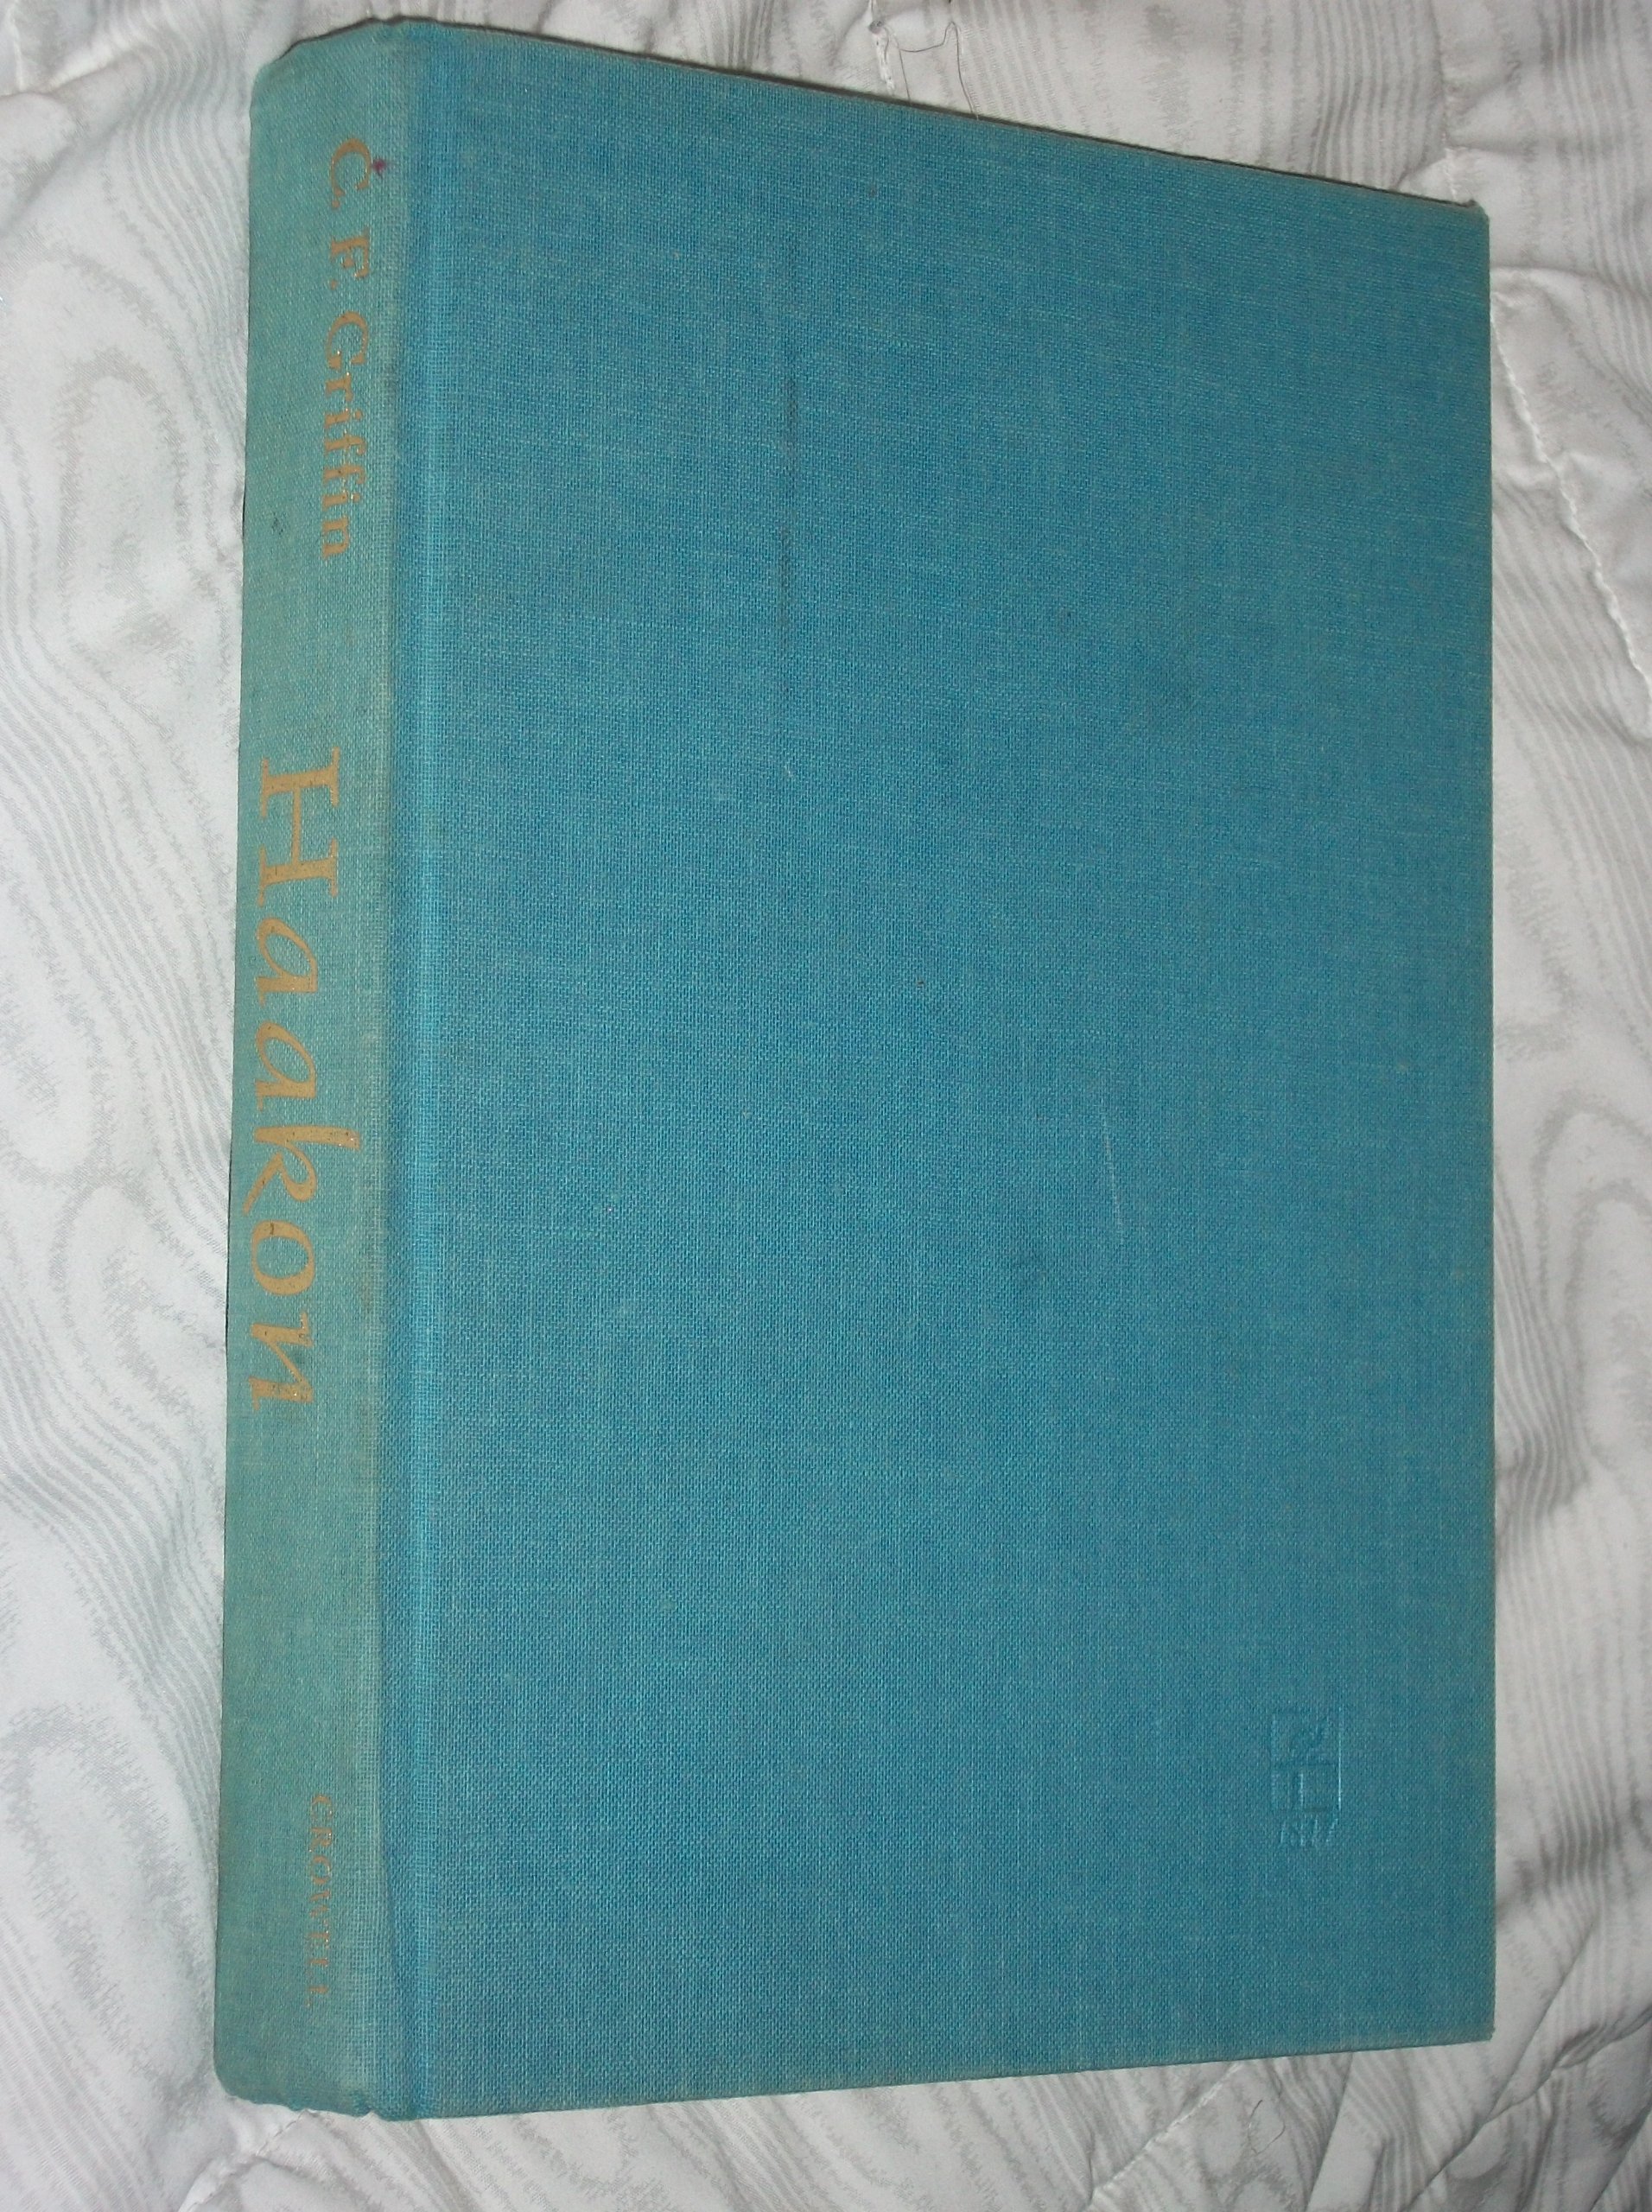 C. F. Griffin
Haakon
CROWELL